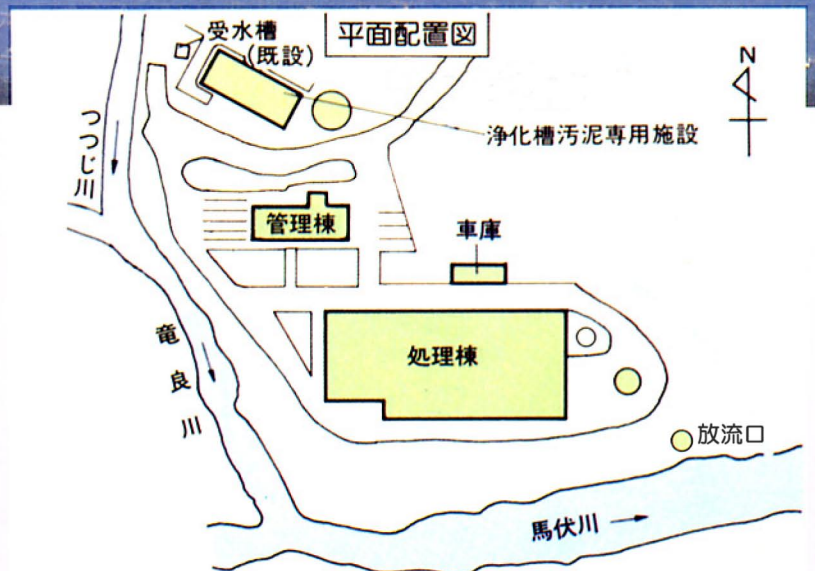 平面配置図
受水槽
(既設)
N
浄化槽汚泥専用施設
つつじ川
管理棟
車庫
処理棟
竜良川
放流口
馬伏川